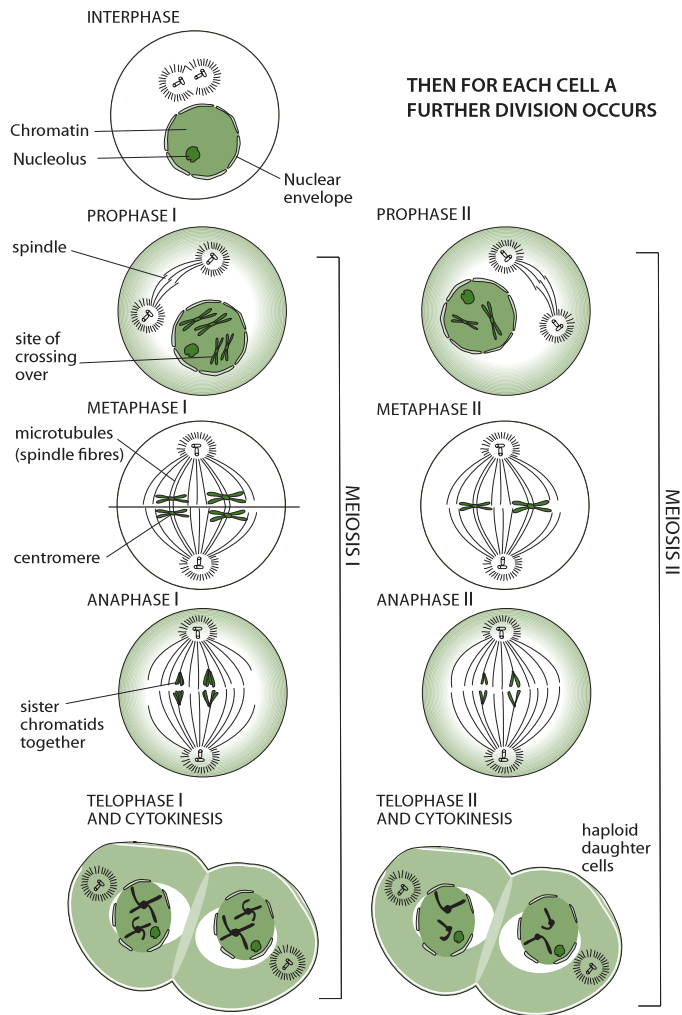 INTERPHASE
THEN FOR EACH CELL A
FURTHER DIVISION OCCURS
Chromatin
Nucleolus
Nuclear
envelope
PROPHASE I
spindle
site of
crossing
over
METAPHASE I
microtubules
(spindle fibres)
centromere
ANAPHASE I
sister
chromatids
together
TELOPHASE I
AND CYTOKINESIS
MEIOSIS I
PROPHASE II
METAPHASE II
ANAPHASE II
TELOPHASE II
AND CYTOKINESIS
haploid
daughter
cells
MEIOSIS II